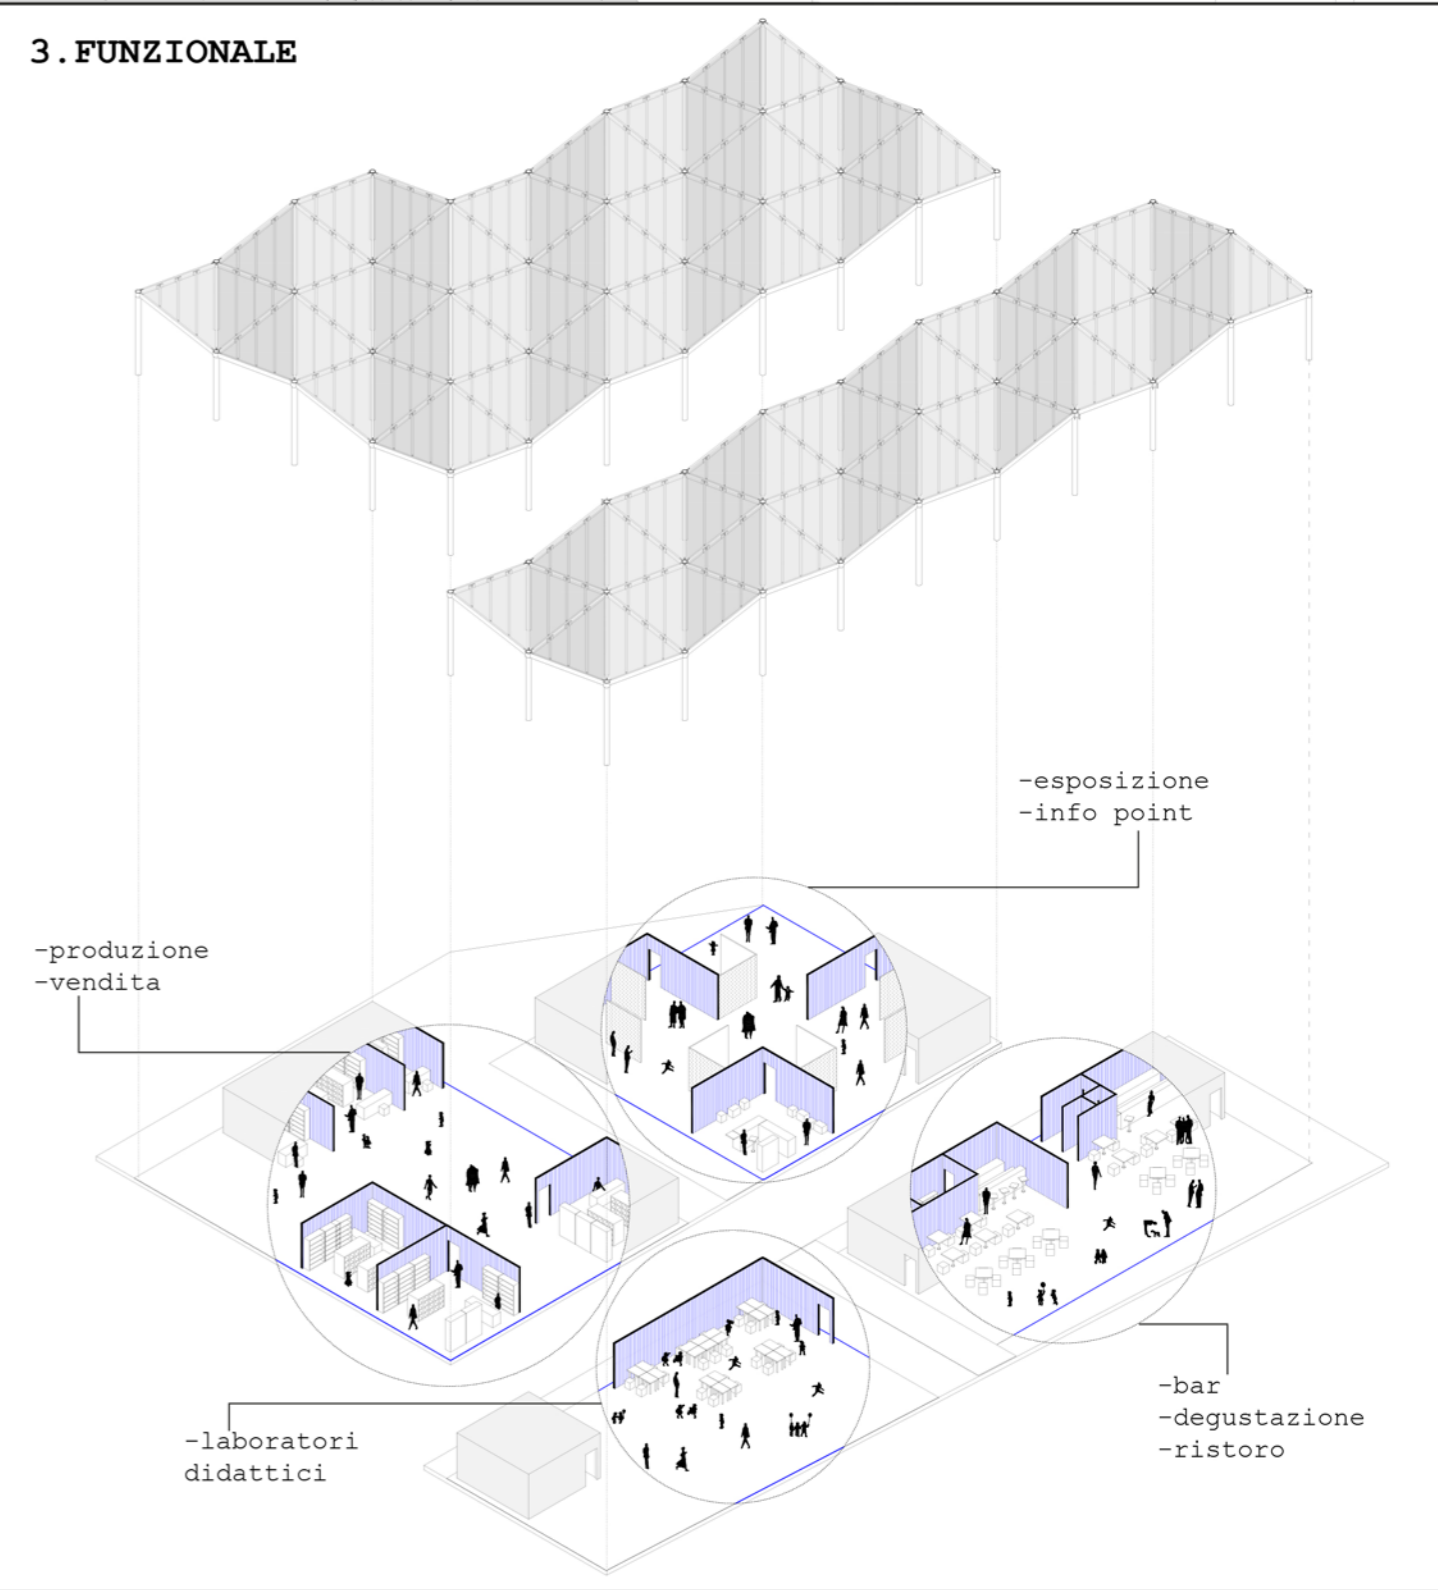 3.FUNZIONALE
-esposizione
-info point
-produzione
-vendita
-bar
-degustazione
-ristoro
-laboratori
didattici